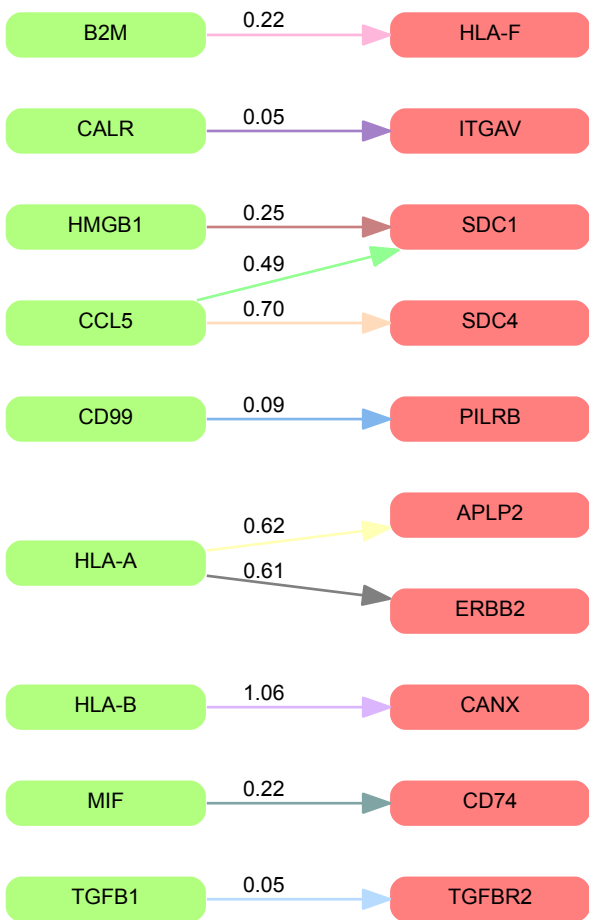 B2M 0.22 HLA-F
CALR 0.05 ITGAV
HMGB1 0.25 SDC1
0.49
CCL5 0.70 SDC4
CD99 0.09 PILRB
APLP2
0.62
HLA-A
0.61
ERBB2
HLA-B 1.06 CANX
MIF 0.22 CD74
TGFB1 0.05 TGFBR2